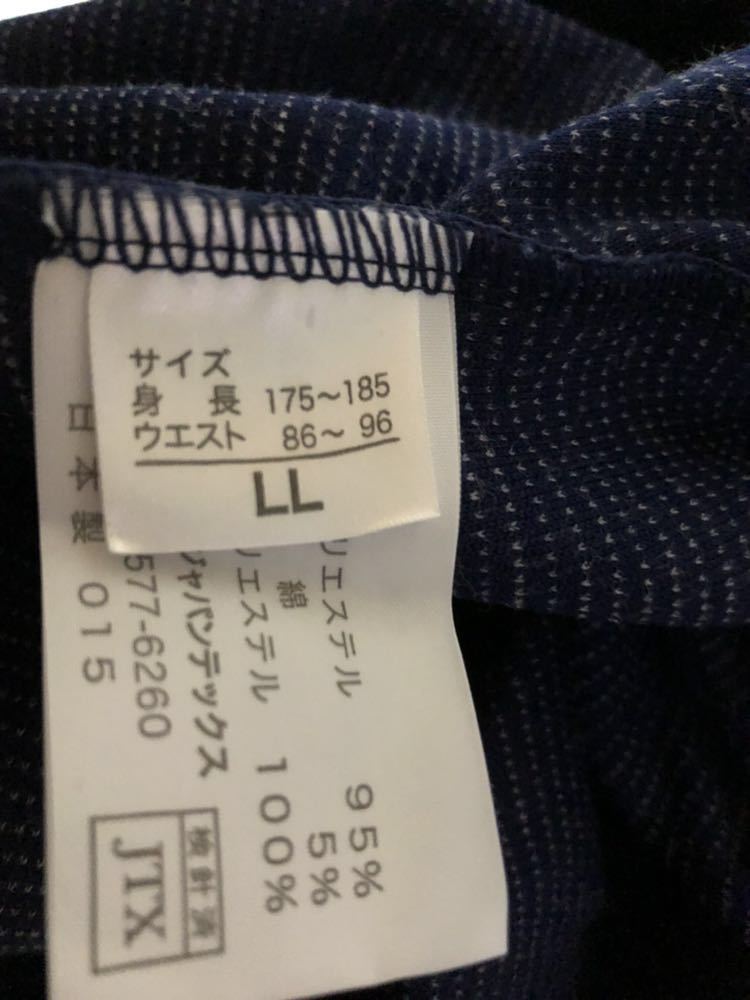 サイズ
身長 175~185
ウエスト 86~96
LL
リエステル 95%
綿 5%
リエステル 100%
ジャパンテックス
577-6260
日本製 015
検針済
JTX